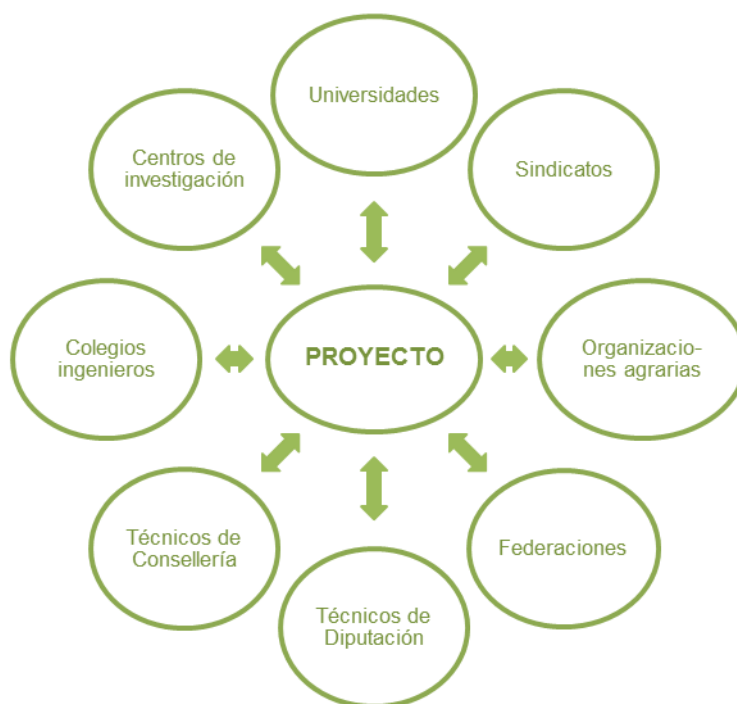 Universidades
Centros de
investigación
Sindicatos
Colegios
ingenieros
PROYECTO
Organizacio-
nes agrarias
Técnicos de
Consellería
Federaciones
Técnicos de
Diputación